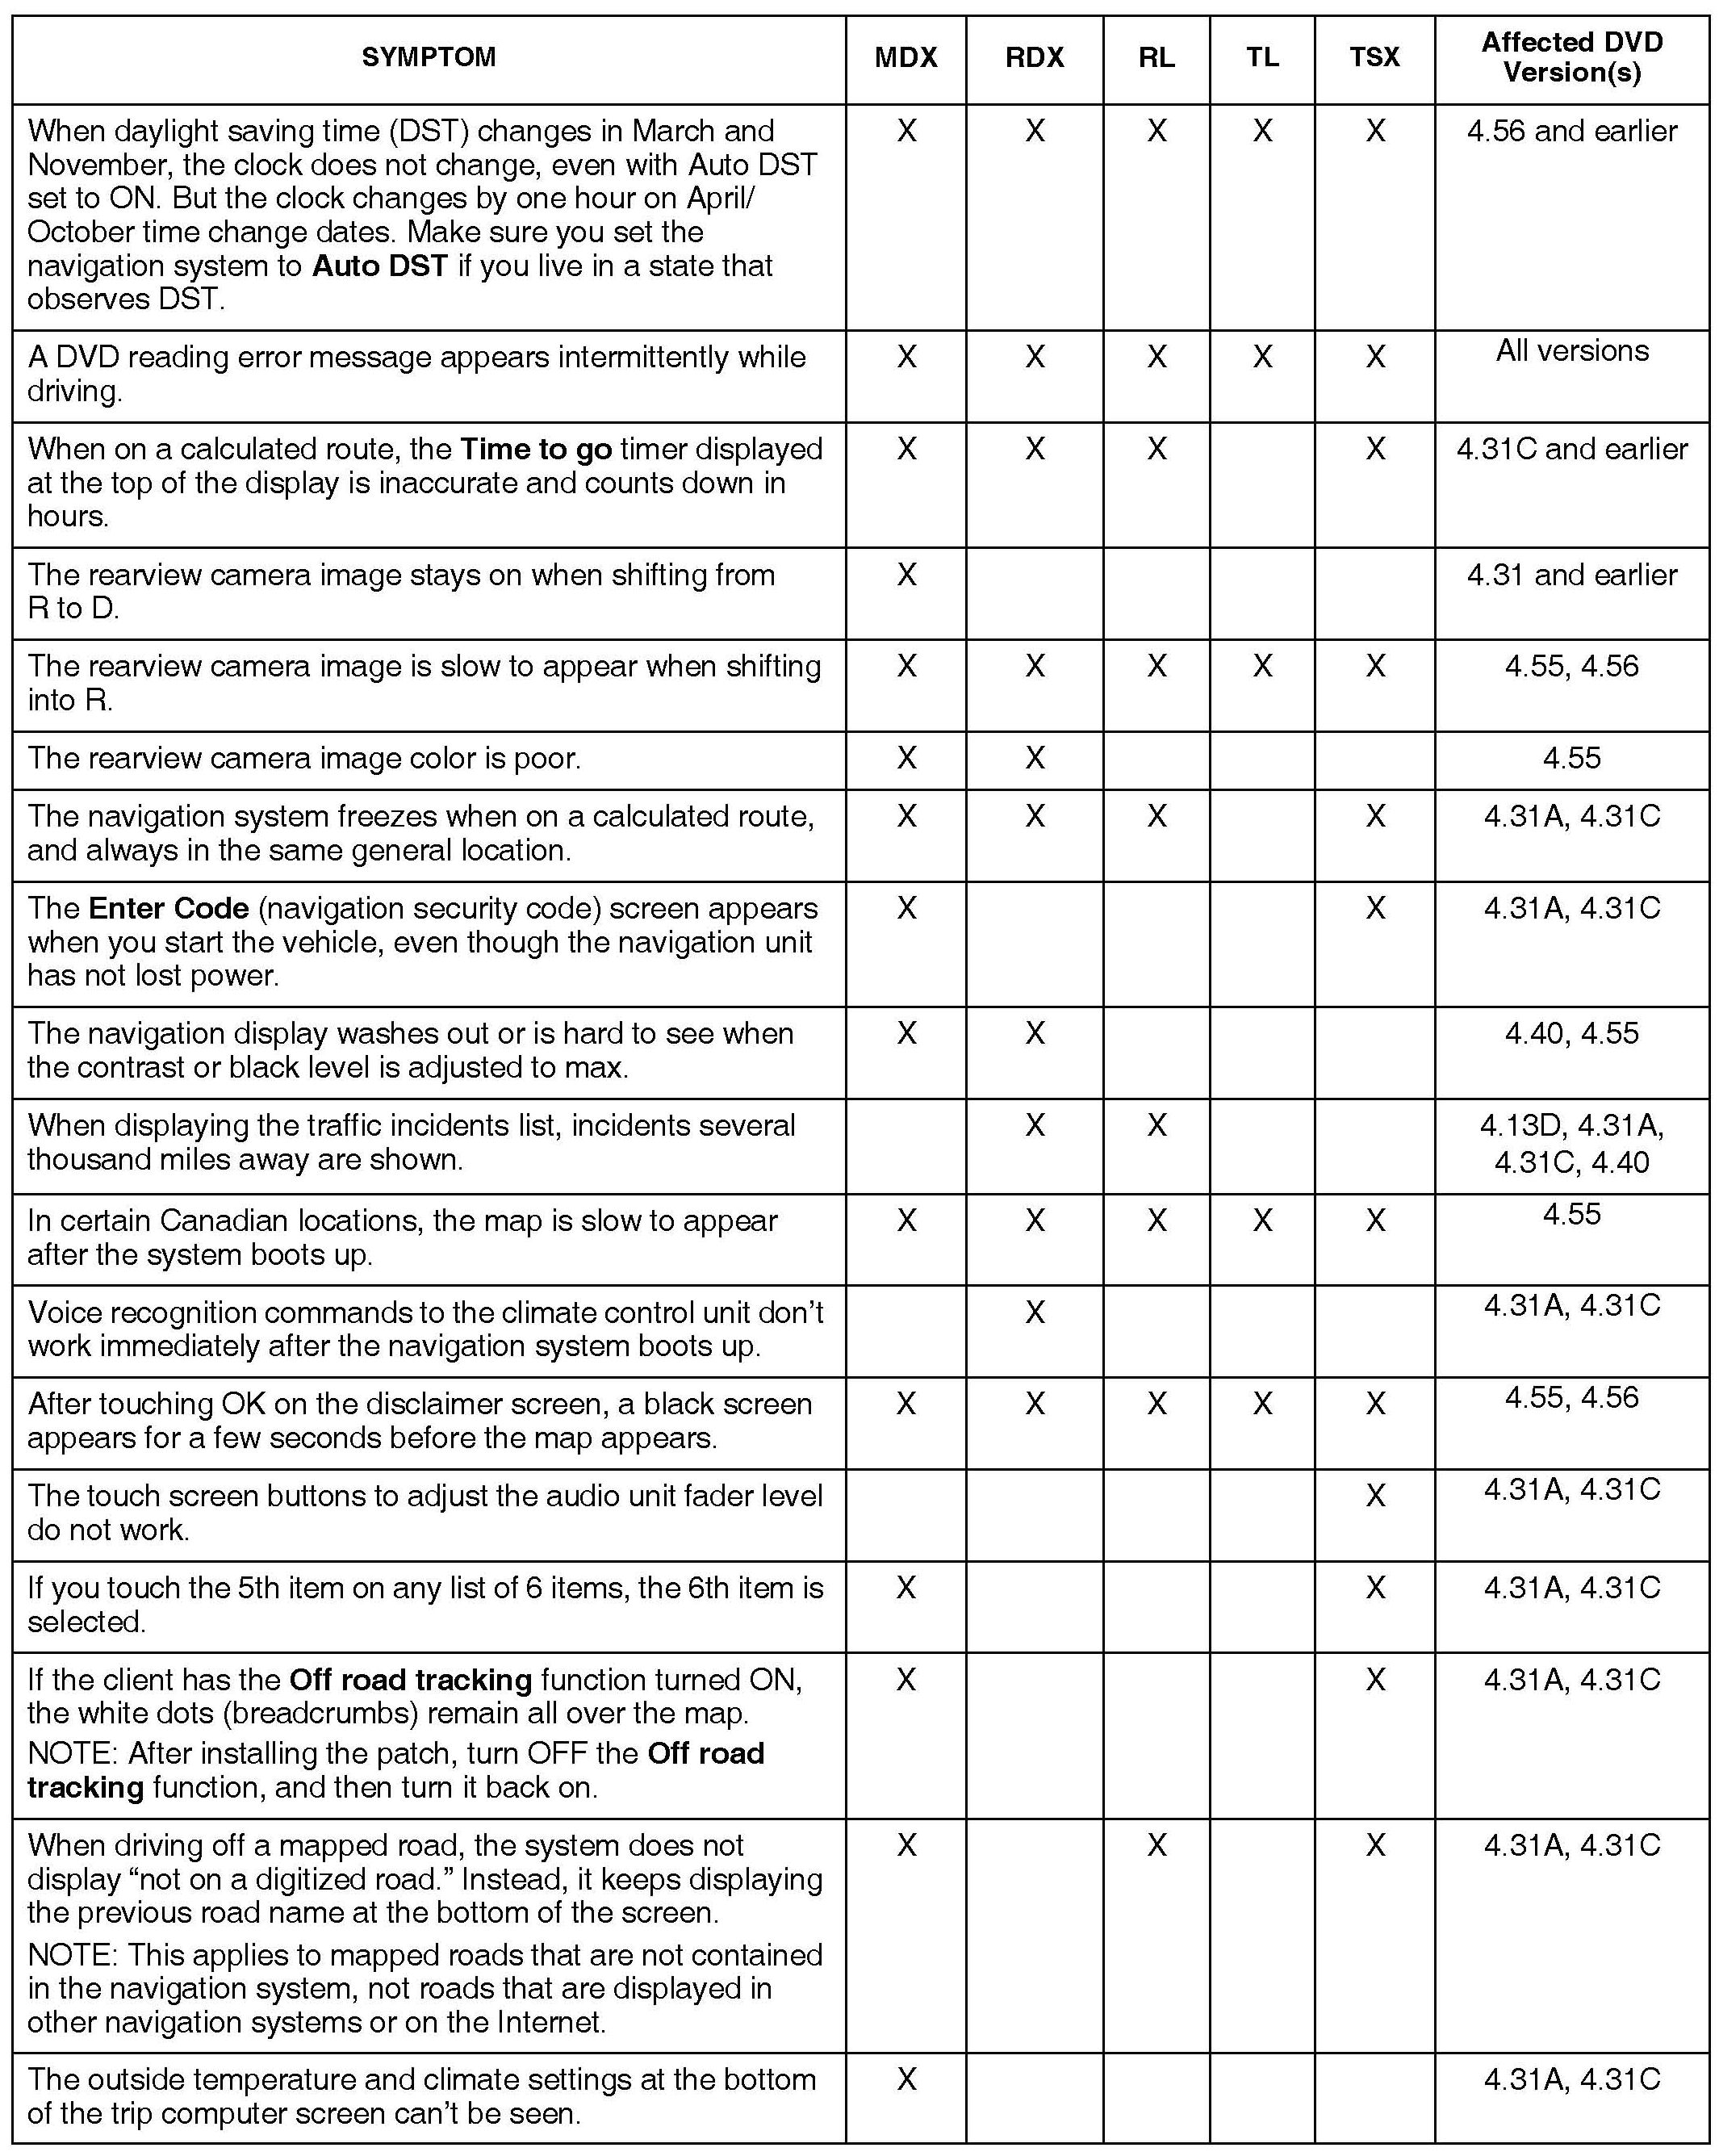 SYMPTOM MDX RDX RL TL TSX Affected DVD
Version(s)
When daylight saving time (DST) changes in March and X X X X X 4.56 and earlier
November, the clock does not change, even with Auto DST
set to ON. But the clock changes by one hour on April/
October time change dates. Make sure you set the
navigation system to Auto DST if you live in a state that
observes DST.
A DVD reading error message appears intermittently while X X X X X All versions
driving.
When on a calculated route, the Time to go timer displayed X X X X 4.31C and earlier
at the top of the display is inaccurate and counts down in
hours.
The rearview camera image stays on when shifting from X 4.31 and earlier
R to D.
The rearview camera image is slow to appear when shifting X X X X X 4.55, 4.56
into R.
The rearview camera image color is poor. X X 4.55
The navigation system freezes when on a calculated route, X X X X 4.31A, 4.31C
and always in the same general location.
The Enter Code (navigation security code) screen appears X X 4.31A, 4.31C
when you start the vehicle, even though the navigation unit
has not lost power.
The navigation display washes out or is hard to see when X X 4.40, 4.55
the contrast or black level is adjusted to max.
When displaying the traffic incidents list, incidents several X X 4.13D, 4.31A,
thousand miles away are shown. 4.31C, 4.40
In certain Canadian locations, the map is slow to appear X X X X X 4.55
after the system boots up.
Voice recognition commands to the climate control unit don't X 4.31A, 4.31C
work immediately after the navigation system boots up.
After touching OK on the disclaimer screen, a black screen X X X X X 4.55, 4.56
appears for a few seconds before the map appears.
The touch screen buttons to adjust the audio unit fader level X 4.31A, 4.31C
do not work.
If you touch the 5th item on any list of 6 items, the 6th item is X X 4.31A, 4.31C
selected.
If the client has the Off road tracking function turned ON, X X 4.31A, 4.31C
the white dots (breadcrumbs) remain all over the map.
NOTE: After installing the patch, turn OFF the Off road
tracking function, and then turn it back on.
When driving off a mapped road, the system does not X X X 4.31A, 4.31C
display “not on a digitized road.” Instead, it keeps displaying
the previous road name at the bottom of the screen.
NOTE: This applies to mapped roads that are not contained
in the navigation system, not roads that are displayed in
other navigation systems or on the Internet.
The outside temperature and climate settings at the bottom X 4.31A, 4.31C
of the trip computer screen can't be seen.